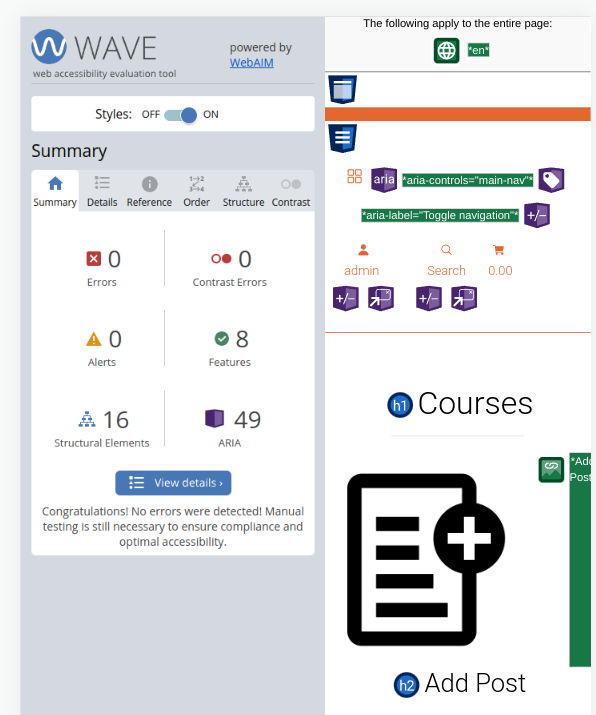 WAVE
web accessibility evaluation tool
powered by
WebAIM
Styles: OFF ON
Summary
Summary Details Reference Order Structure Contrast
0 0
Errors Contrast Errors
0 8
Alerts Features
16 49
Structural Elements ARIA
View details ›
Congratulations! No errors were detected! Manual
testing is still necessary to ensure compliance and
optimal accessibility.
The following apply to the entire page:
*en*
aria *aria-controls="main-nav"*
*aria-label="Toggle navigation"* +/−
admin Search 0.00
+/− +/−
h1 Courses
*Add
Post
h2 Add Post